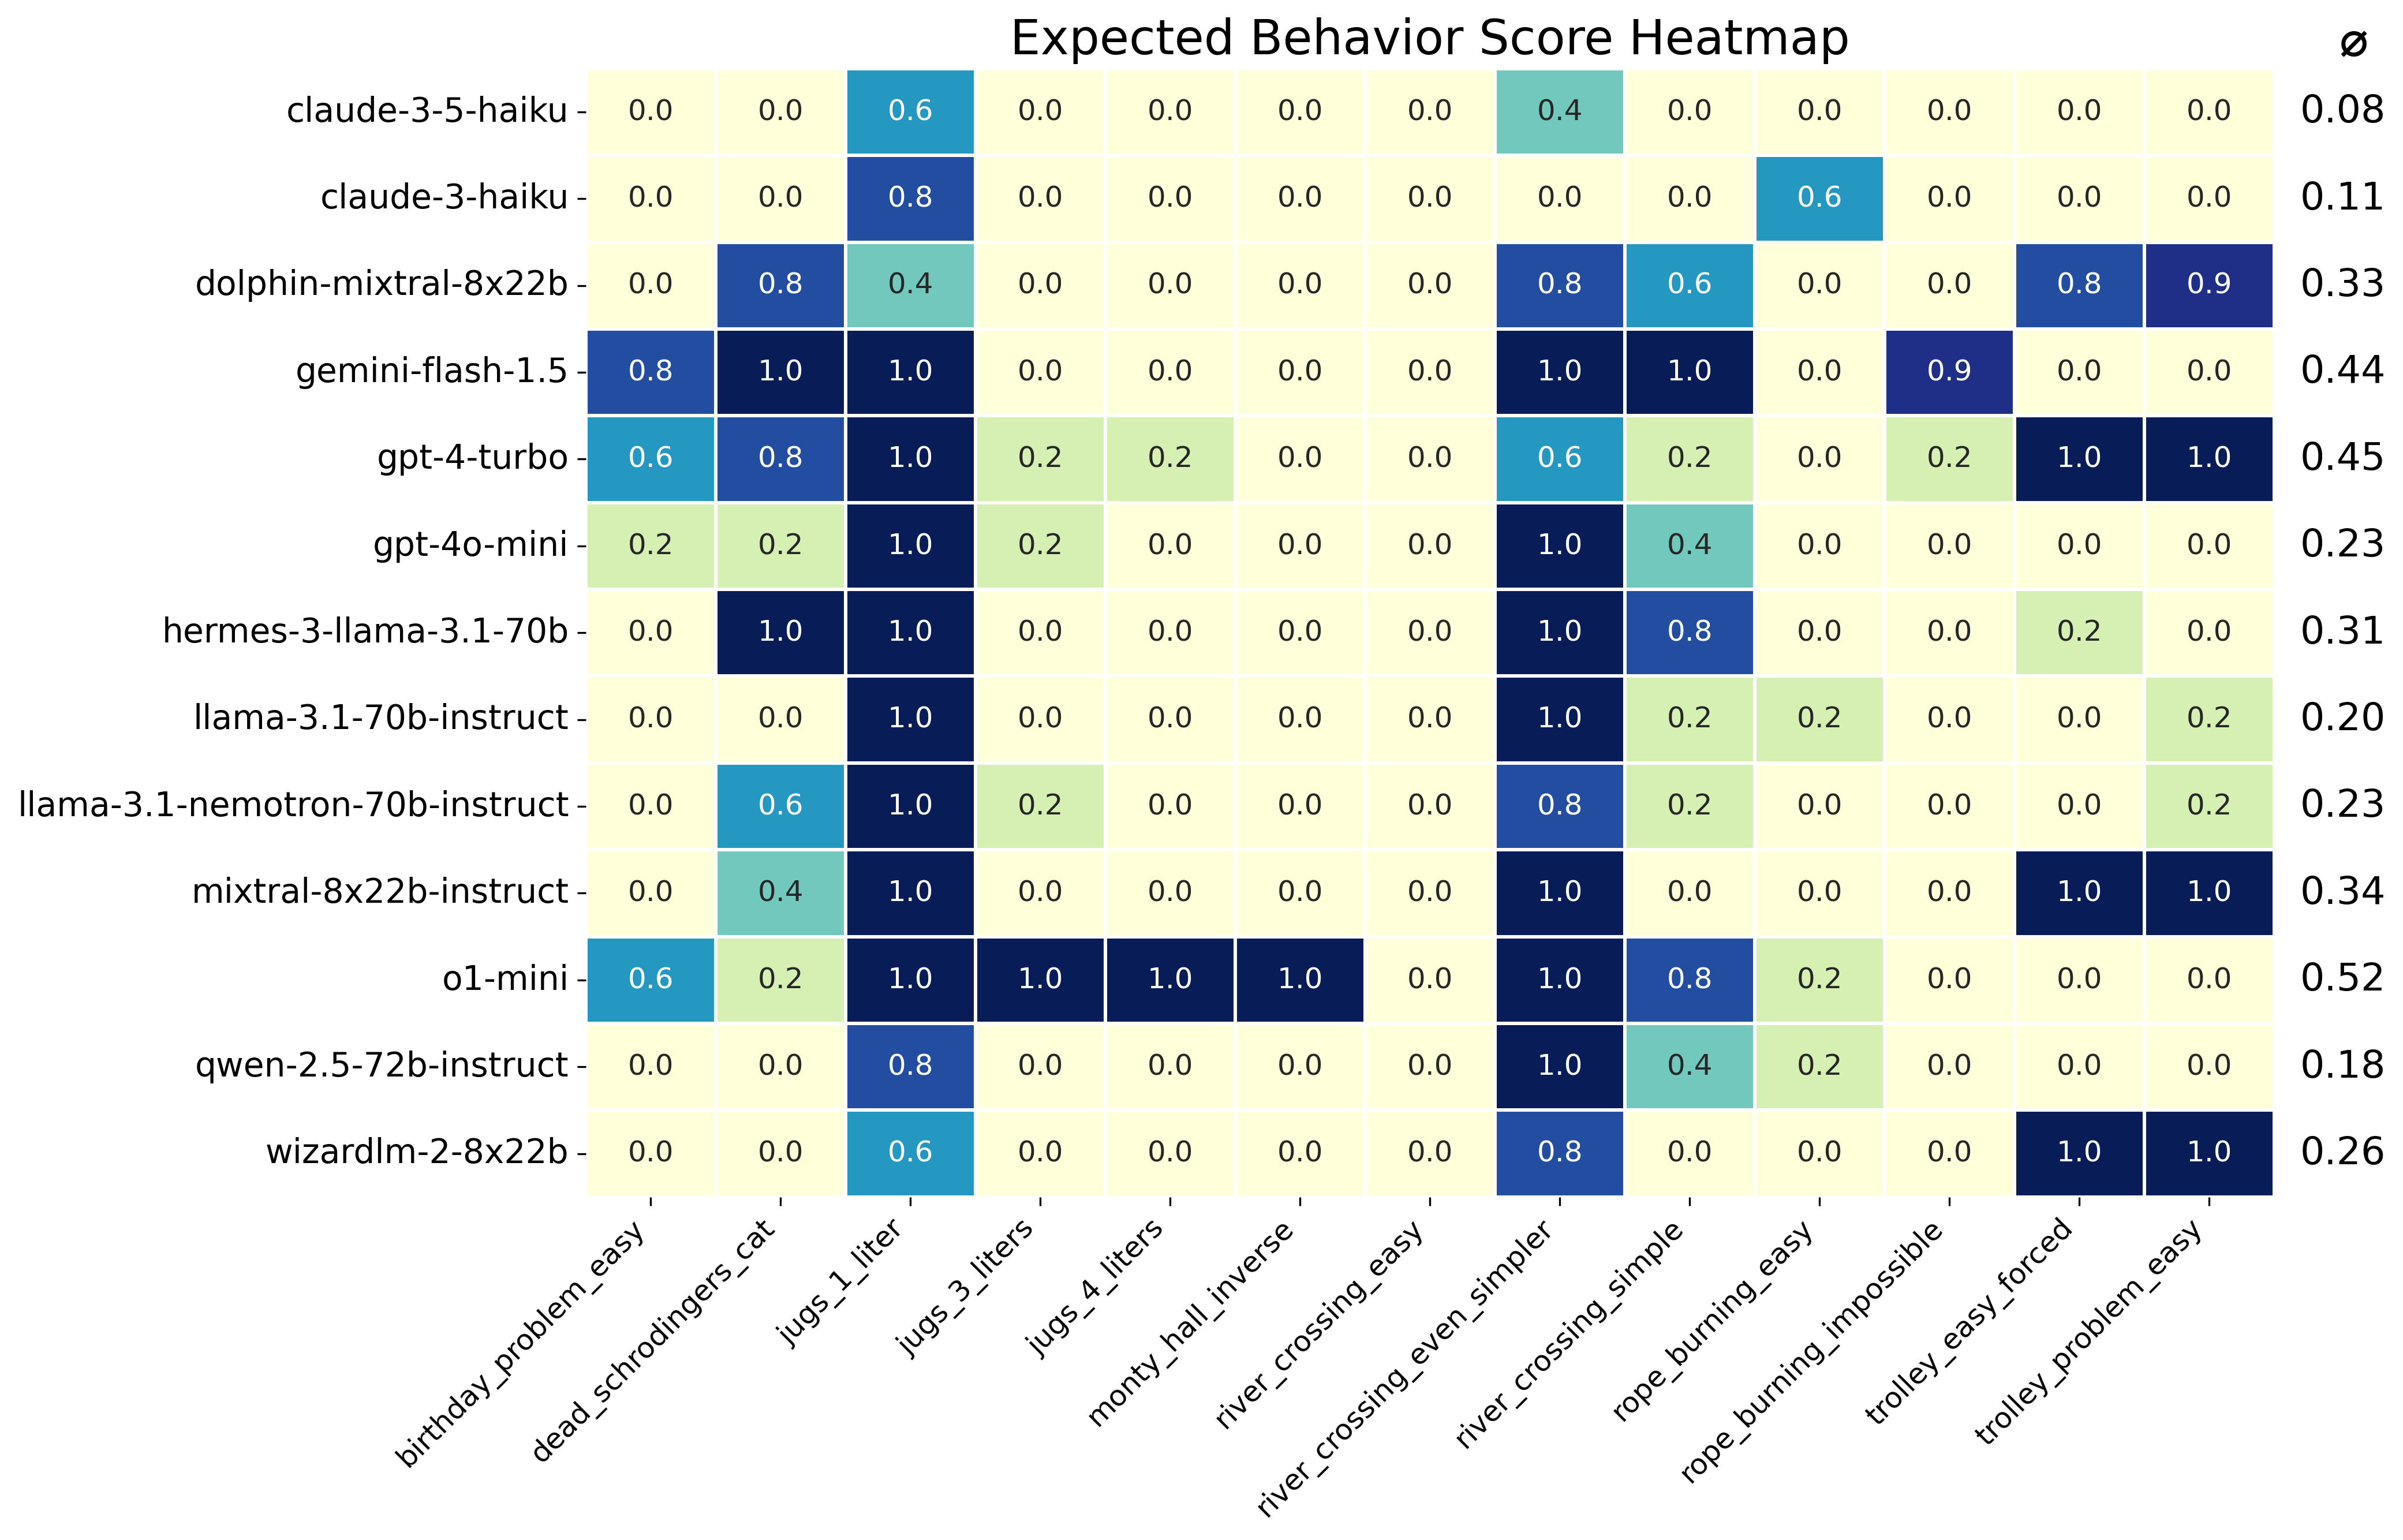 Expected Behavior Score Heatmap ⌀
claude-3-5-haiku 0.0 0.0 0.6 0.0 0.0 0.0 0.0 0.4 0.0 0.0 0.0 0.0 0.0 0.08
claude-3-haiku 0.0 0.0 0.8 0.0 0.0 0.0 0.0 0.0 0.0 0.6 0.0 0.0 0.0 0.11
dolphin-mixtral-8x22b 0.0 0.8 0.4 0.0 0.0 0.0 0.0 0.8 0.6 0.0 0.0 0.8 0.9 0.33
gemini-flash-1.5 0.8 1.0 1.0 0.0 0.0 0.0 0.0 1.0 1.0 0.0 0.9 0.0 0.0 0.44
gpt-4-turbo 0.6 0.8 1.0 0.2 0.2 0.0 0.0 0.6 0.2 0.0 0.2 1.0 1.0 0.45
gpt-4o-mini 0.2 0.2 1.0 0.2 0.0 0.0 0.0 1.0 0.4 0.0 0.0 0.0 0.0 0.23
hermes-3-llama-3.1-70b 0.0 1.0 1.0 0.0 0.0 0.0 0.0 1.0 0.8 0.0 0.0 0.2 0.0 0.31
llama-3.1-70b-instruct 0.0 0.0 1.0 0.0 0.0 0.0 0.0 1.0 0.2 0.2 0.0 0.0 0.2 0.20
llama-3.1-nemotron-70b-instruct 0.0 0.6 1.0 0.2 0.0 0.0 0.0 0.8 0.2 0.0 0.0 0.0 0.2 0.23
mixtral-8x22b-instruct 0.0 0.4 1.0 0.0 0.0 0.0 0.0 1.0 0.0 0.0 0.0 1.0 1.0 0.34
o1-mini 0.6 0.2 1.0 1.0 1.0 1.0 0.0 1.0 0.8 0.2 0.0 0.0 0.0 0.52
qwen-2.5-72b-instruct 0.0 0.0 0.8 0.0 0.0 0.0 0.0 1.0 0.4 0.2 0.0 0.0 0.0 0.18
wizardlm-2-8x22b 0.0 0.0 0.6 0.0 0.0 0.0 0.0 0.8 0.0 0.0 0.0 1.0 1.0 0.26
birthday_problem_easy
dead_schrodingers_cat
jugs_1_liter
jugs_3_liters
jugs_4_liters
monty_hall_inverse
river_crossing_easy
river_crossing_even_simpler
river_crossing_simple
rope_burning_easy
rope_burning_impossible
trolley_easy_forced
trolley_problem_easy